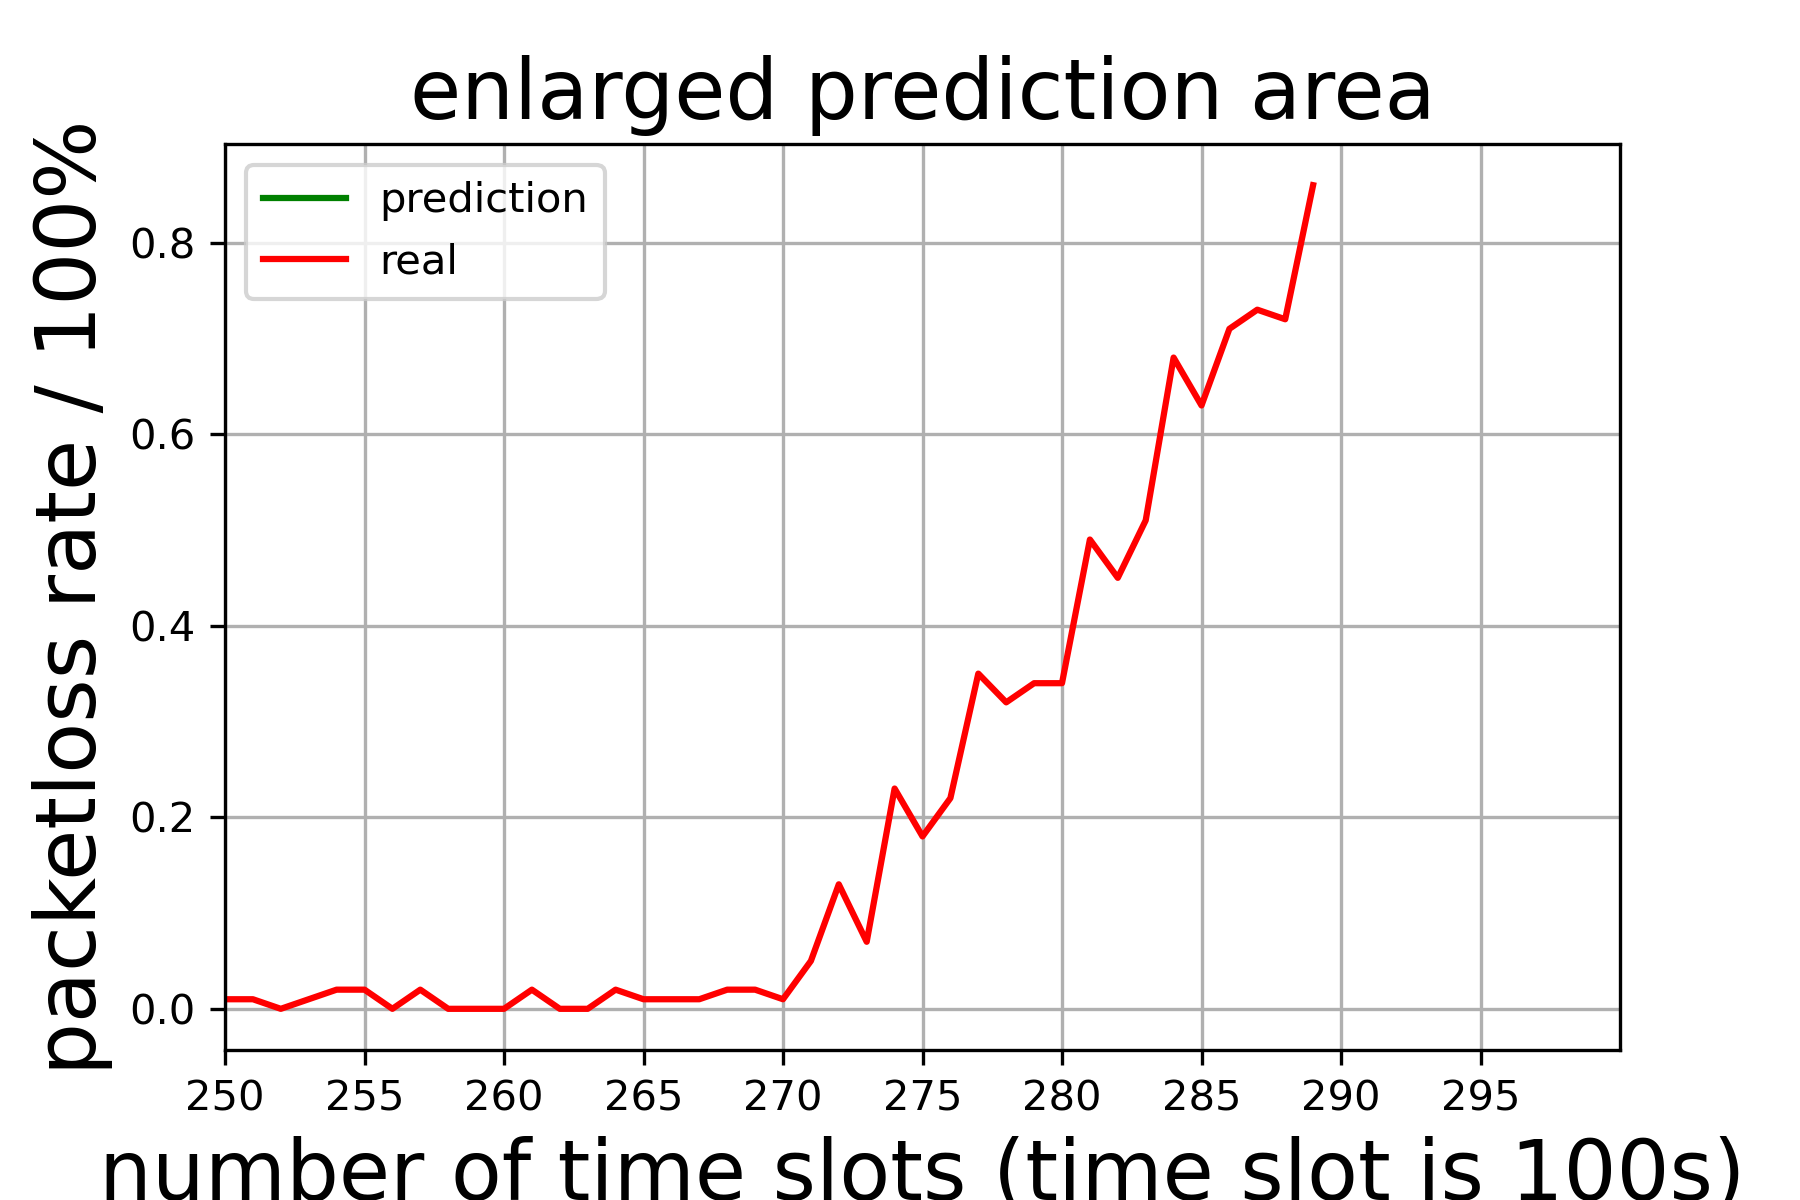 enlarged prediction area
prediction
real
packetloss rate / 100%
0.8
0.6
0.4
0.2
0.0
250 255 260 265 270 275 280 285 290 295
number of time slots (time slot is 100s)